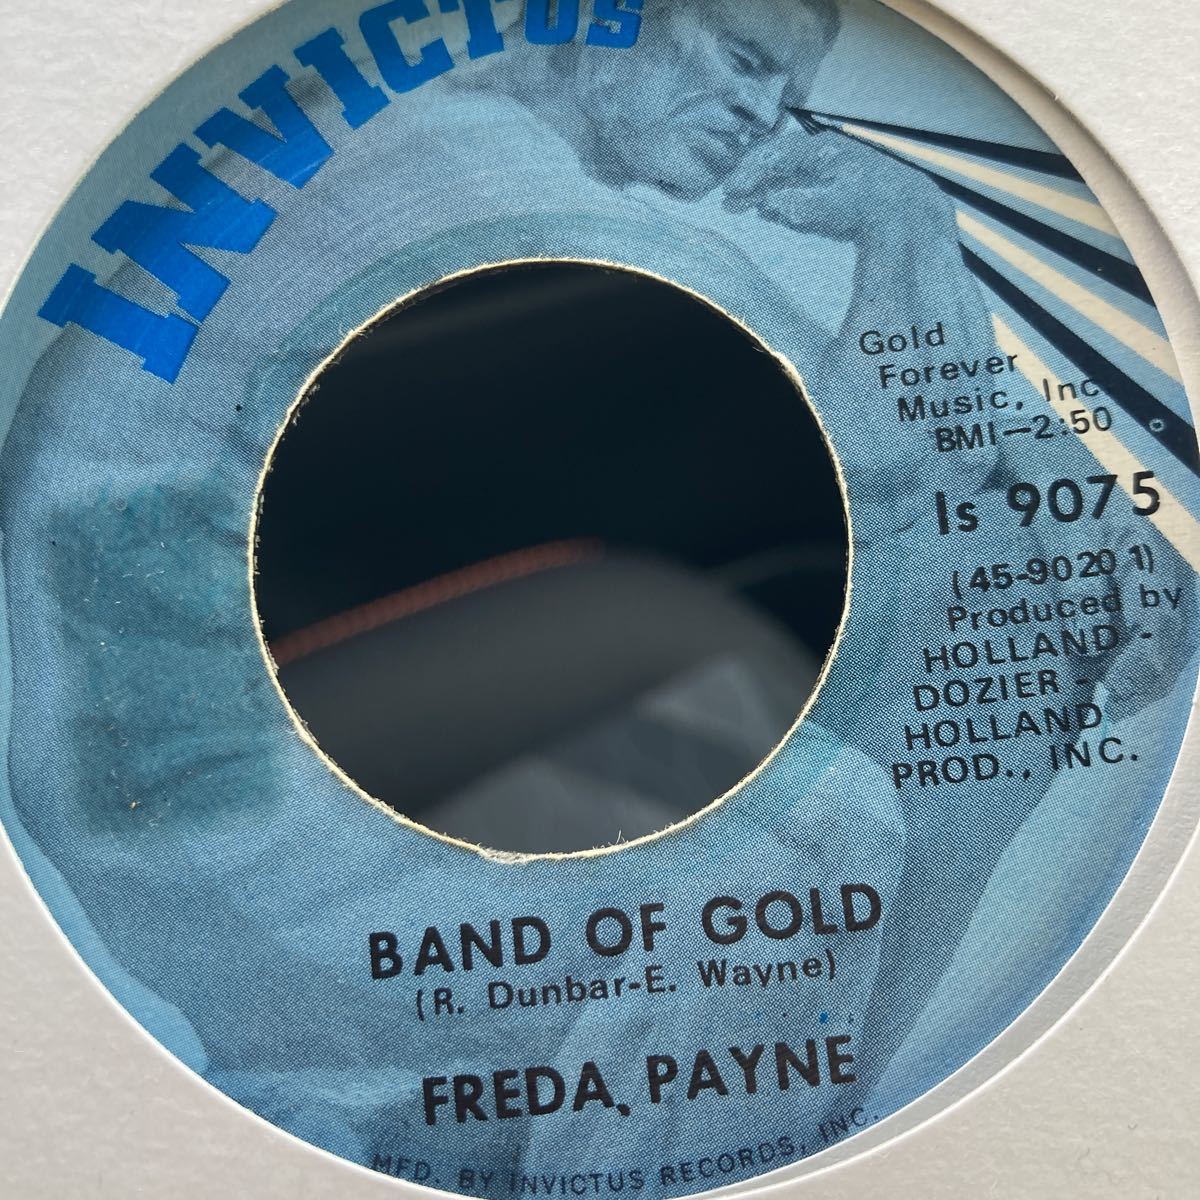 INVICTUS
Gold
Forever
Music, Inc.
BMI—2:50
Is 9075
(45-9020 1)
Produced by
HOLLAND -
DOZIER -
HOLLAND
PROD., INC.
BAND OF GOLD
(R. Dunbar-E. Wayne)
FREDA PAYNE
MFD. BY INVICTUS RECORDS, INC.